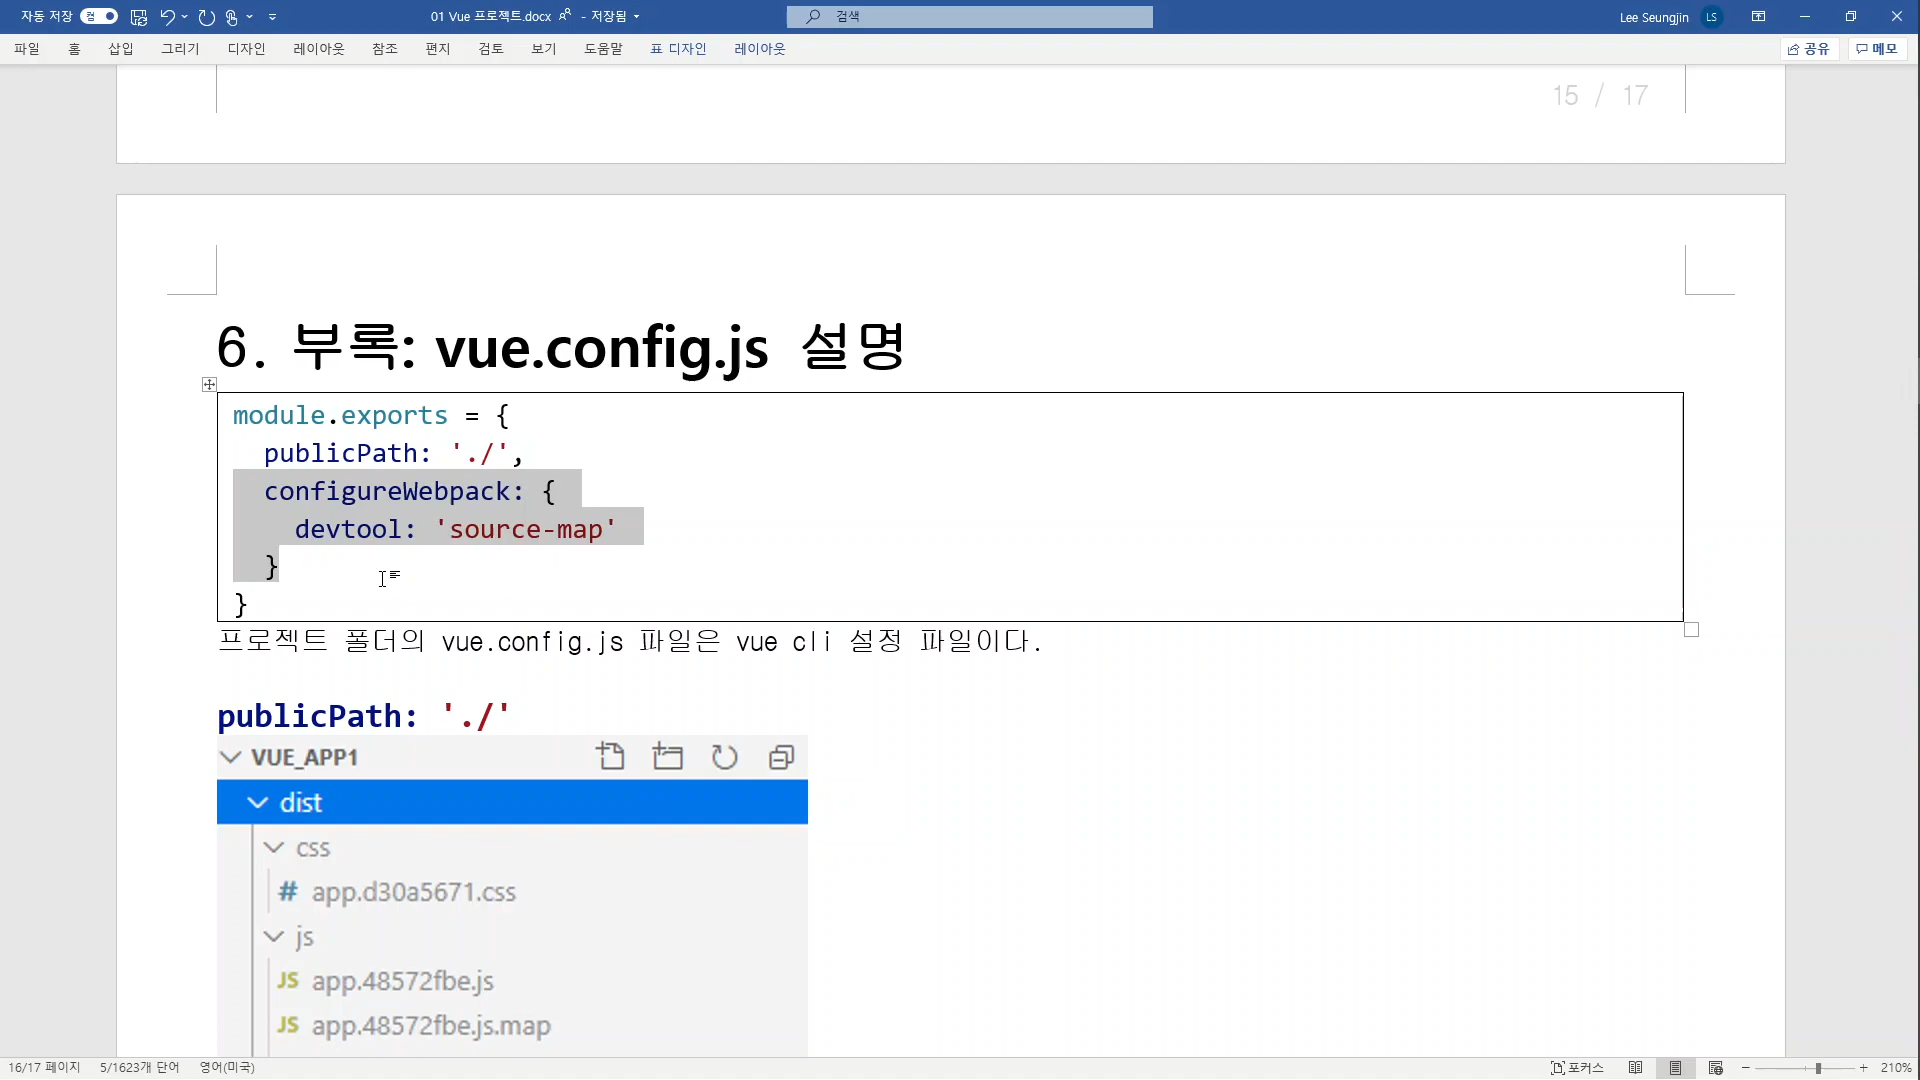 자동 저장 켬 01 Vue 프로젝트.docx - 저장됨 검색 Lee Seungjin LS
파일 홈 삽입 그리기 디자인 레이아웃 참조 편지 검토 보기 도움말 표 디자인 레이아웃 공유 메모
15 / 17
6. 부록: vue.config.js 설명
module.exports = {
publicPath: './',
configureWebpack: {
devtool: 'source-map'
}
}
프로젝트 폴더의 vue.config.js 파일은 vue cli 설정 파일이다.
publicPath: './'
VUE_APP1
dist
css
# app.d30a5671.css
js
JS app.48572fbe.js
JS app.48572fbe.js.map
16/17 페이지 5/1623개 단어 영어(미국) 포커스 210%